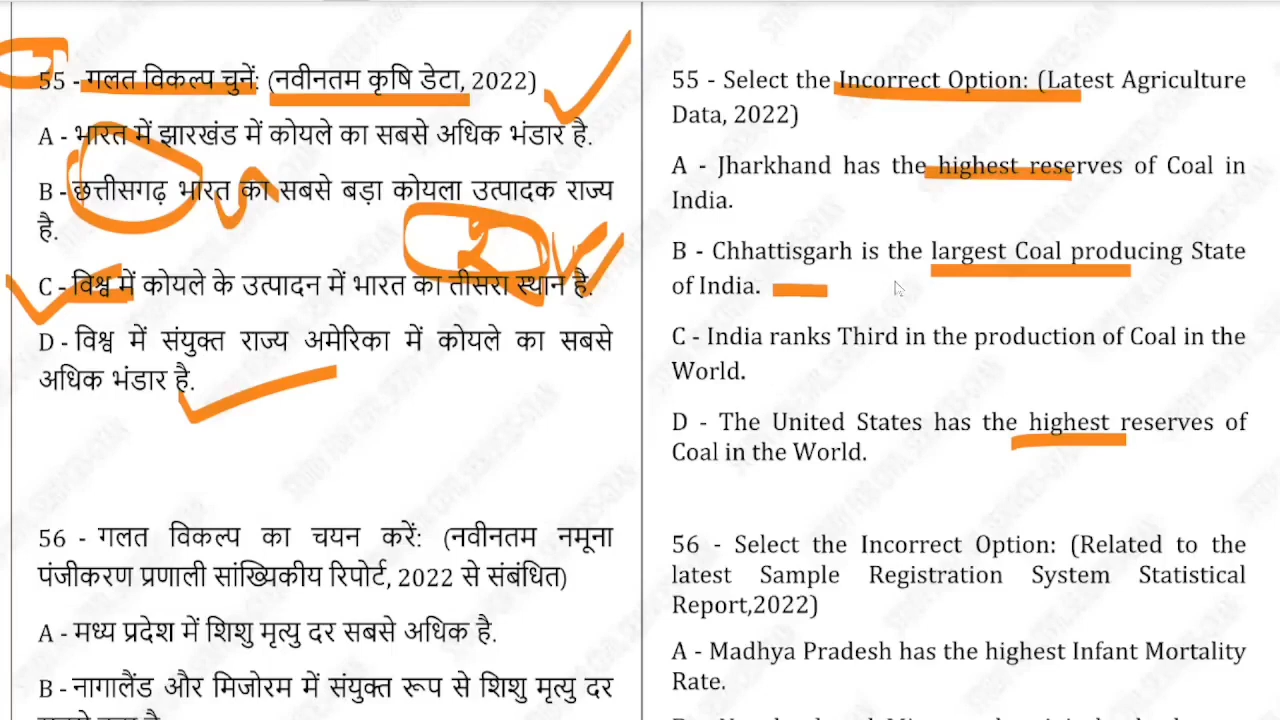 55 - गलत विकल्प चुनें: (नवीनतम कृषि डेटा, 2022)
A - भारत में झारखंड में कोयले का सबसे अधिक भंडार है.
B - छत्तीसगढ़ भारत का सबसे बड़ा कोयला उत्पादक राज्य
है.
C - विश्व में कोयले के उत्पादन में भारत का तीसरा स्थान है.
D - विश्व में संयुक्त राज्य अमेरिका में कोयले का सबसे
अधिक भंडार है.
56 - गलत विकल्प का चयन करें: (नवीनतम नमूना
पंजीकरण प्रणाली सांख्यिकीय रिपोर्ट, 2022 से संबंधित)
A - मध्य प्रदेश में शिशु मृत्यु दर सबसे अधिक है.
B - नागालैंड और मिजोरम में संयुक्त रूप से शिशु मृत्यु दर
55 - Select the Incorrect Option: (Latest Agriculture
Data, 2022)
A - Jharkhand has the highest reserves of Coal in
India.
B - Chhattisgarh is the largest Coal producing State
of India.
C - India ranks Third in the production of Coal in the
World.
D - The United States has the highest reserves of
Coal in the World.
56 - Select the Incorrect Option: (Related to the
latest Sample Registration System Statistical
Report,2022)
A - Madhya Pradesh has the highest Infant Mortality
Rate.